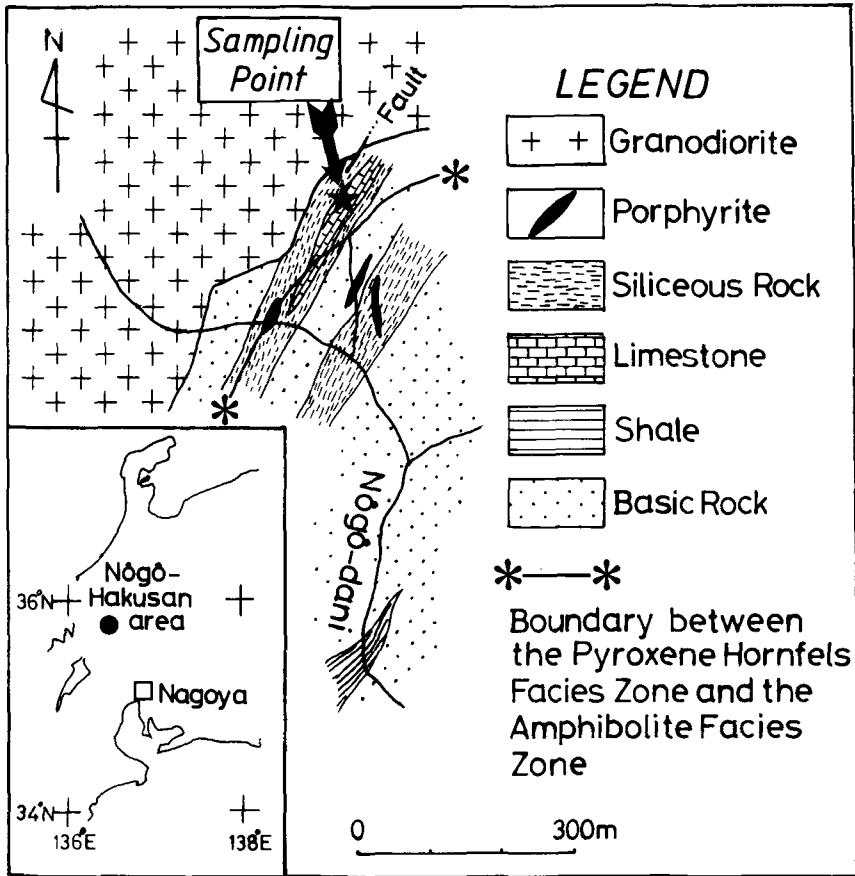 N
Sampling
Point
Fault
LEGEND
Granodiorite
Porphyrite
Siliceous Rock
Limestone
Shale
Basic Rock
Boundary between
the Pyroxene Hornfels
Facies Zone and the
Amphibolite Facies
Zone
Nôgô-dani
36°N
Nôgô-
Hakusan
area
Nagoya
34°N
136°E
138°E
0
300m